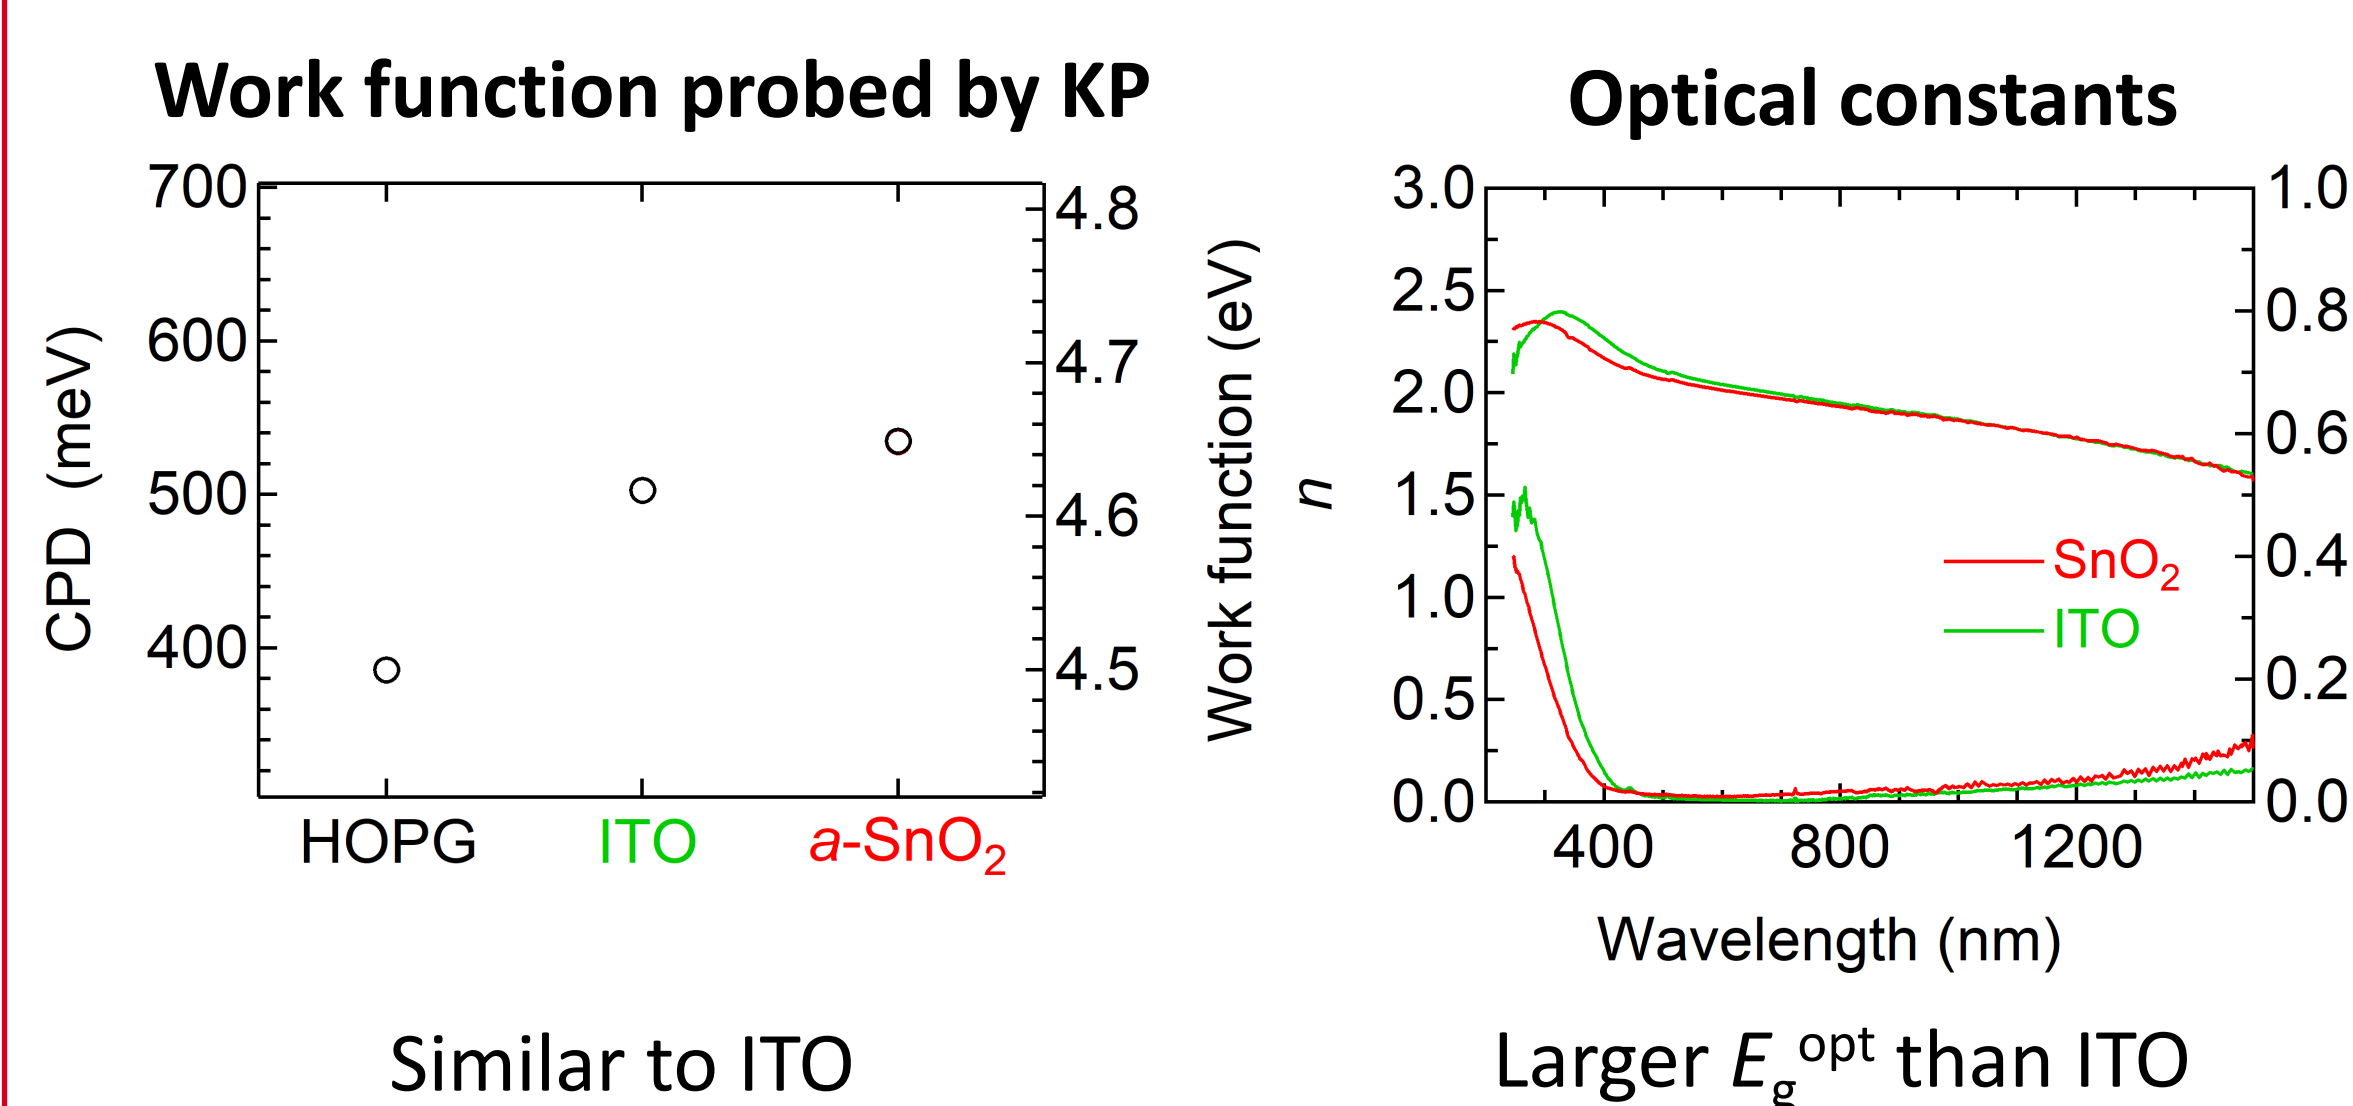 Work function probed by KP
700
600
500
400
CPD (meV)
4.8
4.7
4.6
4.5
Work function (eV)
HOPG
ITO
a-SnO2
Similar to ITO
Optical constants
3.0
2.5
2.0
1.5
1.0
0.5
0.0
n
1.0
0.8
0.6
0.4
0.2
0.0
SnO2
ITO
400 800 1200
Wavelength (nm)
Larger Eg opt than ITO